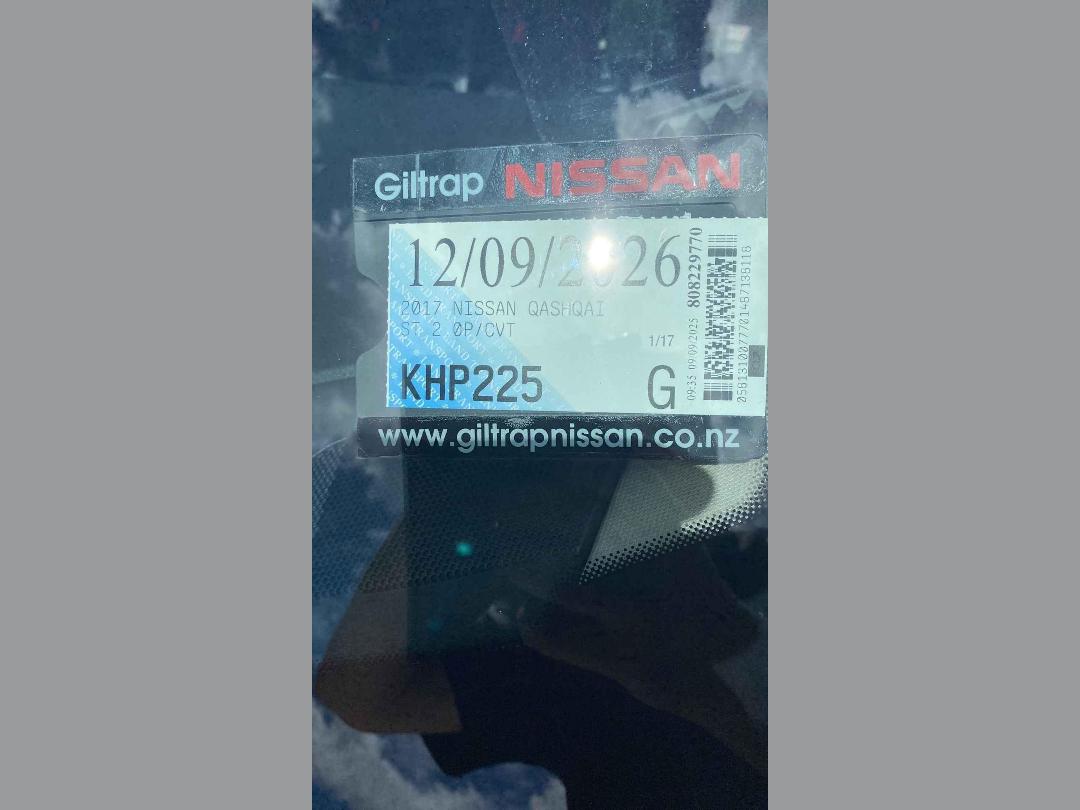 Giltrap NISSAN
12/09/2026
2017 NISSAN QASHQAI
ST 2.0P/CVT
1/17
KHP225 G
09:35 09/09/2025 808229770
www.giltrapnissan.co.nz